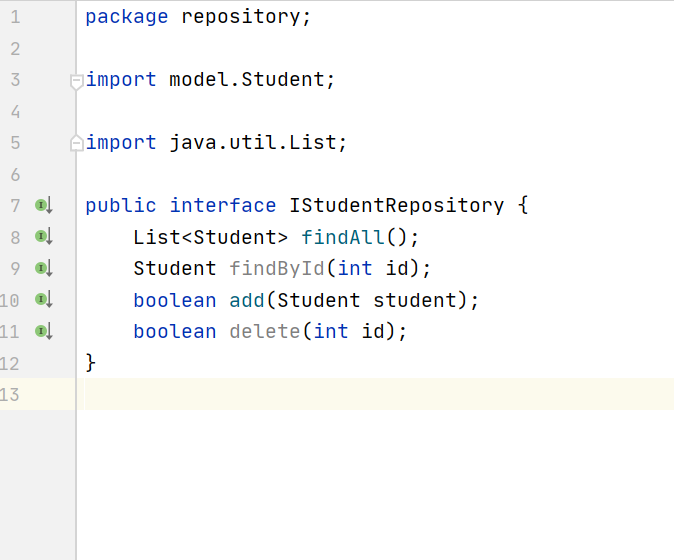 1 package repository;
2
3 import model.Student;
4
5 import java.util.List;
6
7 public interface IStudentRepository {
8     List<Student> findAll();
9     Student findById(int id);
10     boolean add(Student student);
11     boolean delete(int id);
12 }
13